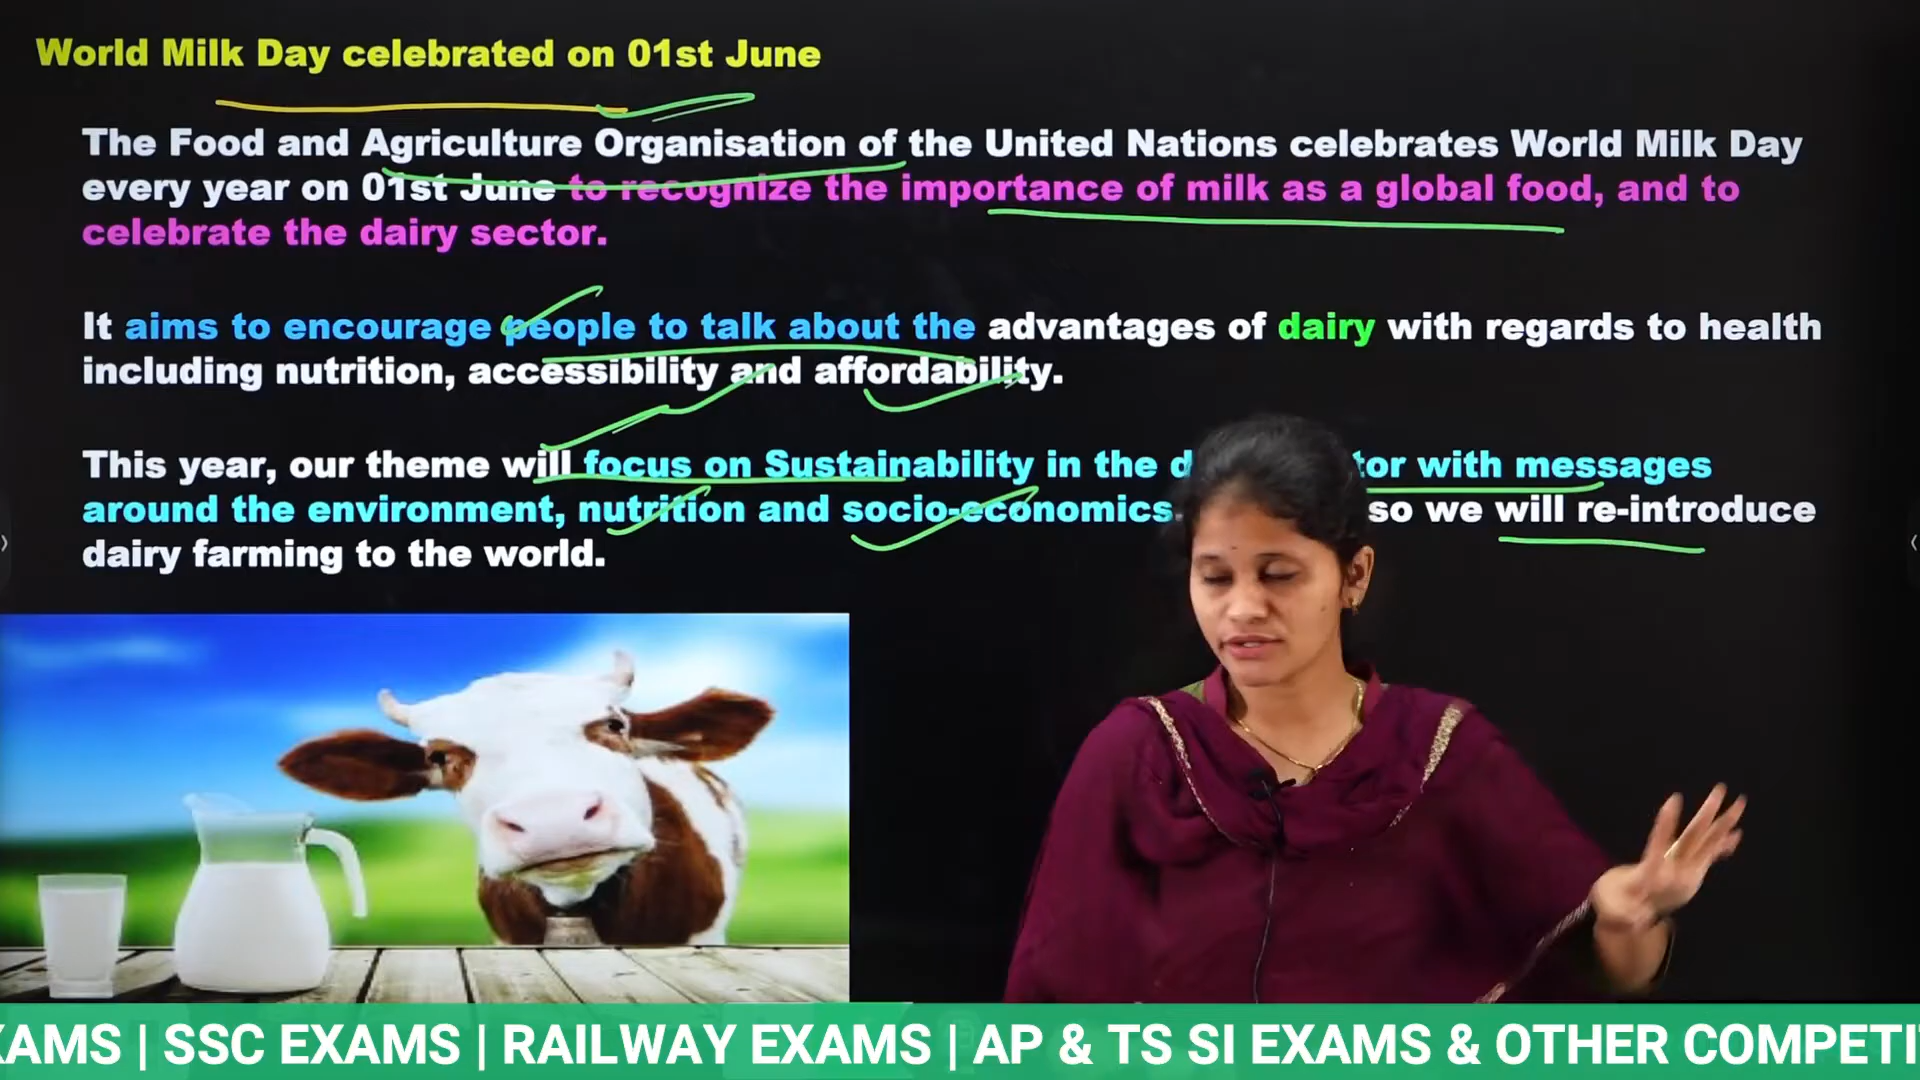 World Milk Day celebrated on 01st June
The Food and Agriculture Organisation of the United Nations celebrates World Milk Day
every year on 01st June to recognize the importance of milk as a global food, and to
celebrate the dairy sector.
It aims to encourage people to talk about the advantages of dairy with regards to health
including nutrition, accessibility and affordability.
This year, our theme will focus on Sustainability in the with messages
around the environment, nutrition and socio-economics. so we will re-introduce
dairy farming to the world.
EXAMS | SSC EXAMS | RAILWAY EXAMS | AP & TS SI EXAMS & OTHER COMPETI